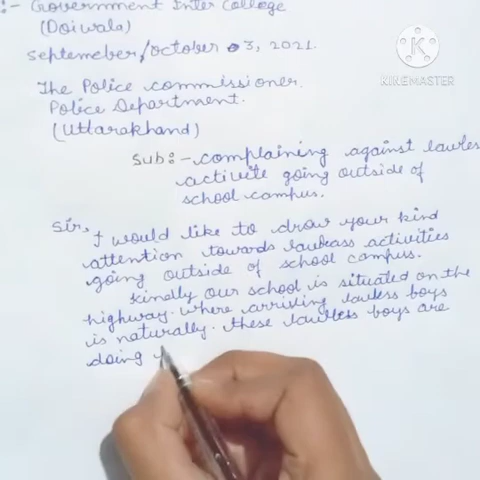 :- Government Inter College
(Doiwala)
KINEMASTER
Septemeber/October 3, 2021.
The Police commissioner.
Police Department.
(Uttarakhand)
Sub:- complaining against lawles
activite going outside of
school campus.
Sir, I would like to draw your kind
attention towards lawless activities
going outside of school campus.
Kindly our school is situated on the
highway. where arriving lawless boys
is naturally. these lawless boys are
doing